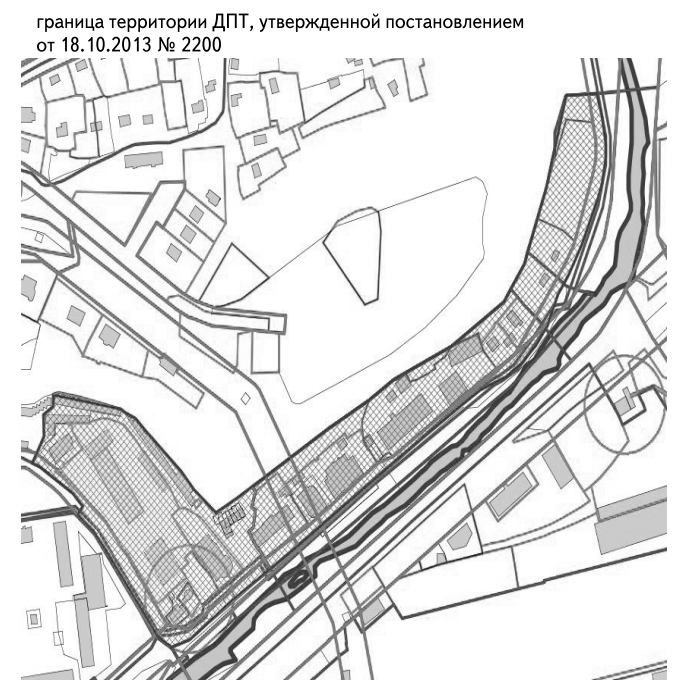 граница территории ДПТ, утвержденной постановлением
от 18.10.2013 № 2200